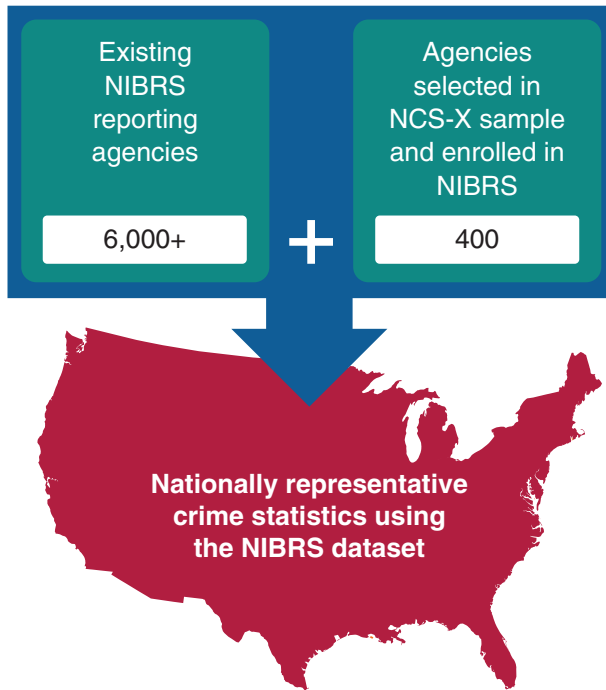 Existing
NIBRS
reporting
agencies
6,000+
+
Agencies
selected in
NCS-X sample
and enrolled in
NIBRS
400
Nationally representative
crime statistics using
the NIBRS dataset